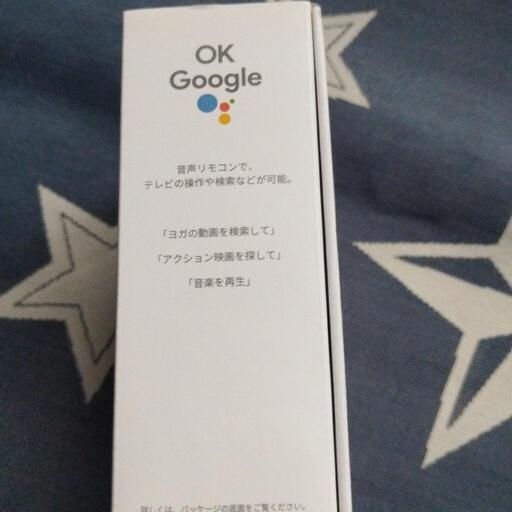 OK
Google
音声リモコンで、
テレビの操作や検索などが可能。
「ヨガの動画を検索して」
「アクション映画を探して」
「音楽を再生」
詳しくは、パッケージの底面をご覧ください。